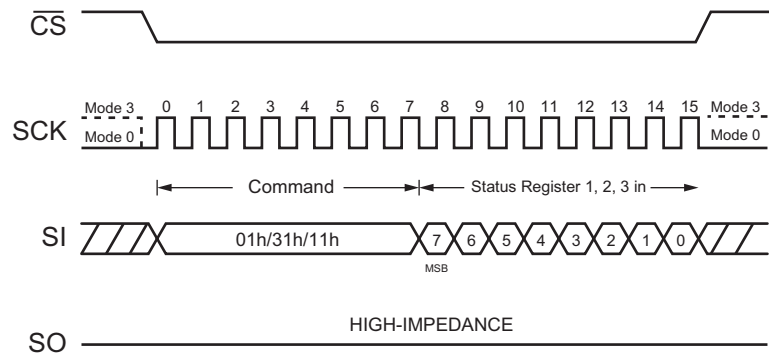 CS
Mode 3 0 1 2 3 4 5 6 7 8 9 10 11 12 13 14 15 Mode 3
SCK
Mode 0 Mode 0
Command Status Register 1, 2, 3 in
SI 01h/31h/11h 7 6 5 4 3 2 1 0
MSB
HIGH-IMPEDANCE
SO